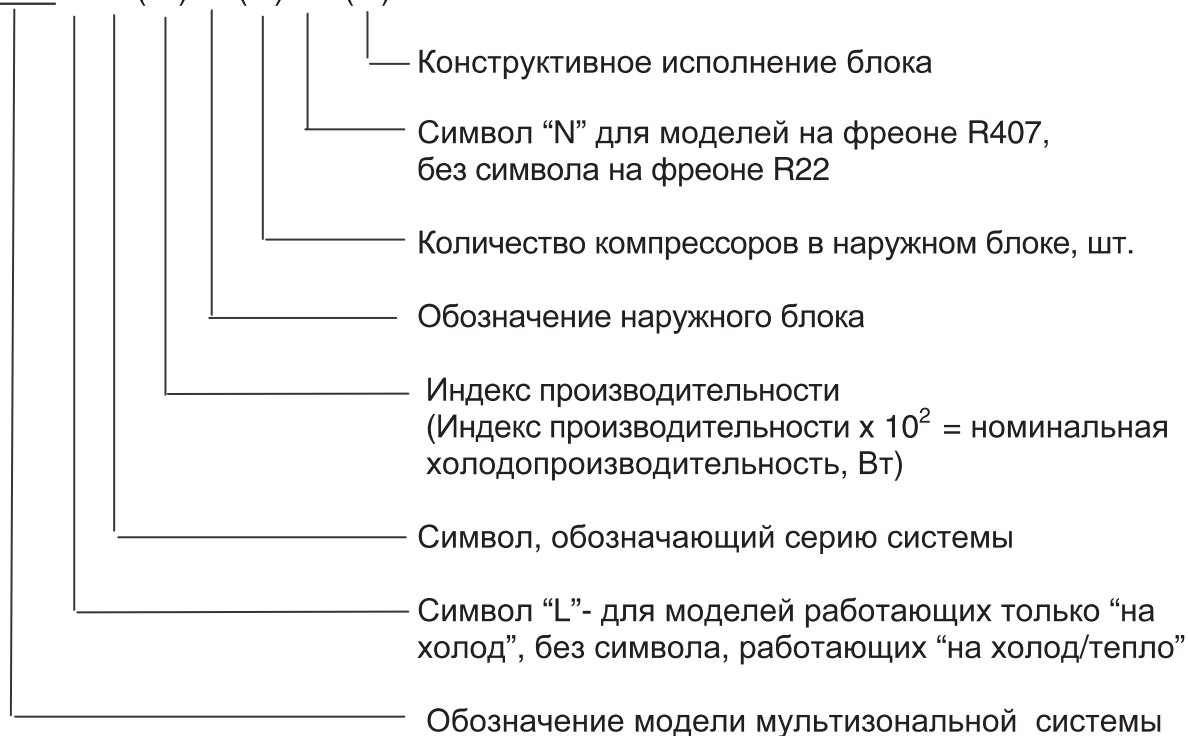 Конструктивное исполнение блока
Символ “N” для моделей на фреоне R407,
без символа на фреоне R22
Количество компрессоров в наружном блоке, шт.
Обозначение наружного блока
Индекс производительности
(Индекс производительности x 10² = номинальная
холодопроизводительность, Вт)
Символ, обозначающий серию системы
Символ “L”- для моделей работающих только “на
холод”, без символа, работающих “на холод/тепло”
Обозначение модели мультизональной системы